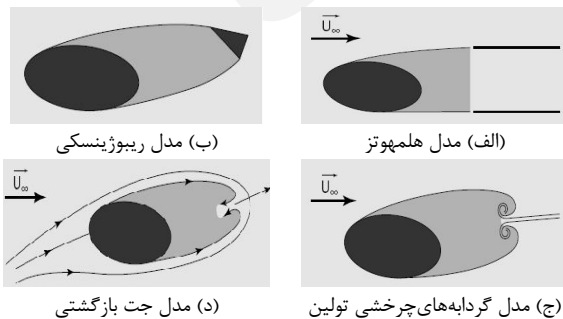 U∞
(الف) مدل هلمهوتز
(ب) مدل ریبوژینسکی
U∞
U∞
(ج) مدل گردابه‌های‌چرخشی تولین
(د) مدل جت بازگشتی